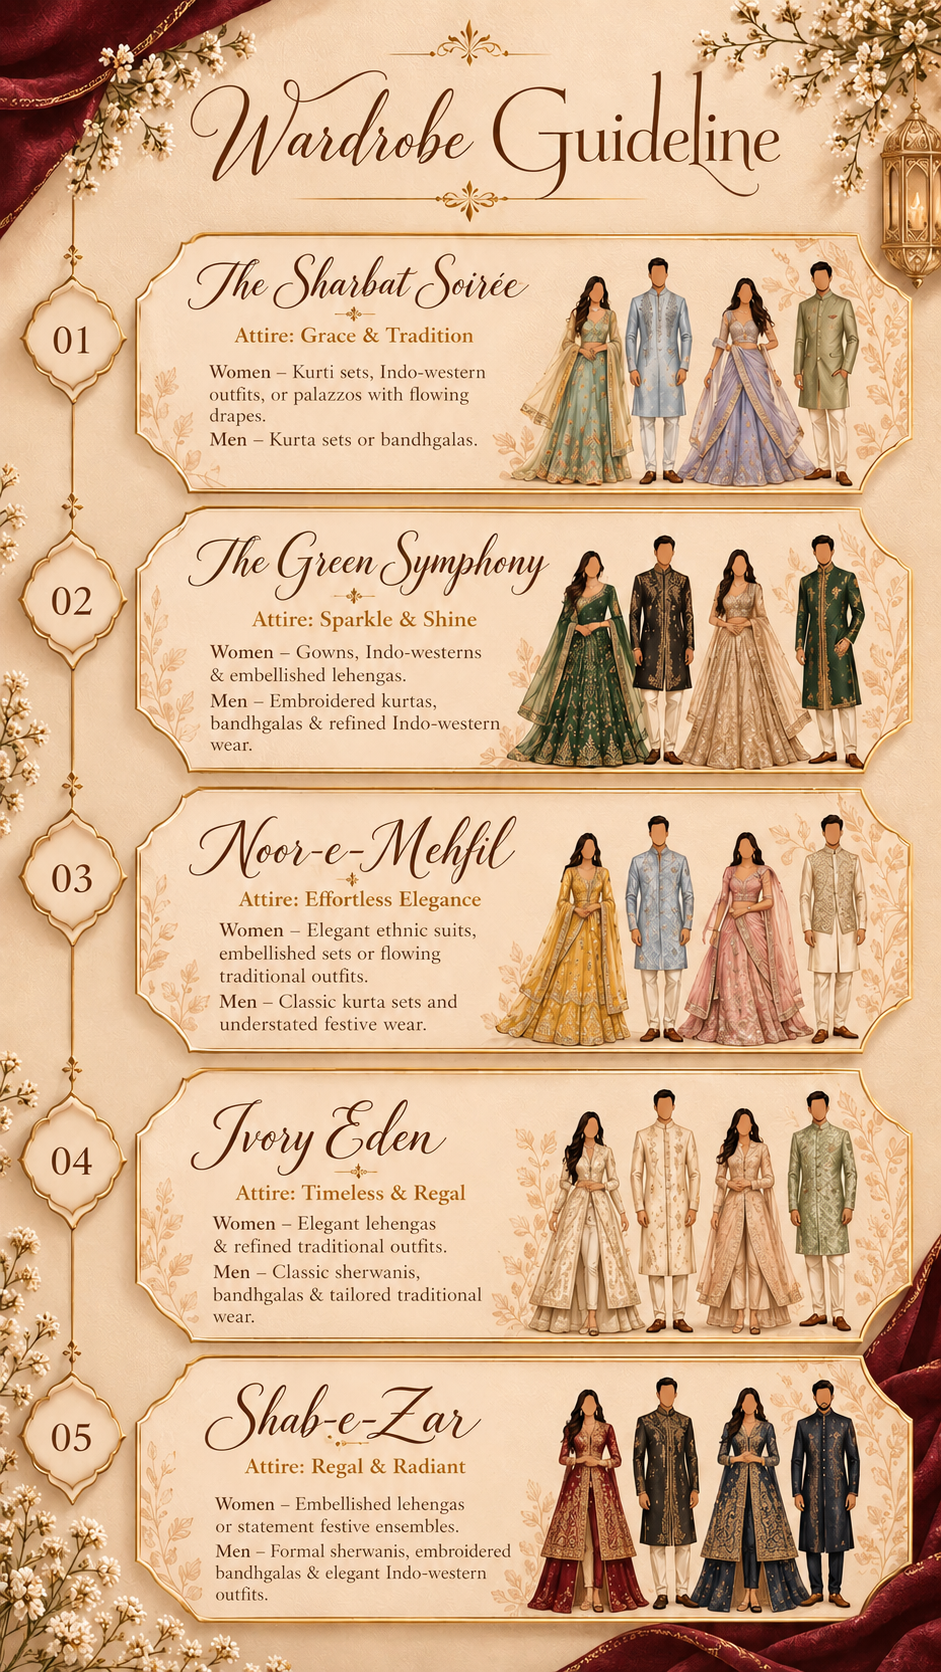 Wardrobe Guideline
01
The Sharbat Soirée
Attire: Grace & Tradition
Women – Kurti sets, Indo-western
outfits, or palazzos with flowing
drapes.
Men – Kurta sets or bandhgalas.
02
The Green Symphony
Attire: Sparkle & Shine
Women – Gowns, Indo-westerns
& embellished lehengas.
Men – Embroidered kurtas,
bandhgalas & refined Indo-western
wear.
03
Noor-e-Mehfil
Attire: Effortless Elegance
Women – Elegant ethnic suits,
embellished sets or flowing
traditional outfits.
Men – Classic kurta sets and
understated festive wear.
04
Ivory Eden
Attire: Timeless & Regal
Women – Elegant lehengas
& refined traditional outfits.
Men – Classic sherwanis,
bandhgalas & tailored traditional
wear.
05
Shab-e-Zar
Attire: Regal & Radiant
Women – Embellished lehengas
or statement festive ensembles.
Men – Formal sherwanis, embroidered
bandhgalas & elegant Indo-western
outfits.